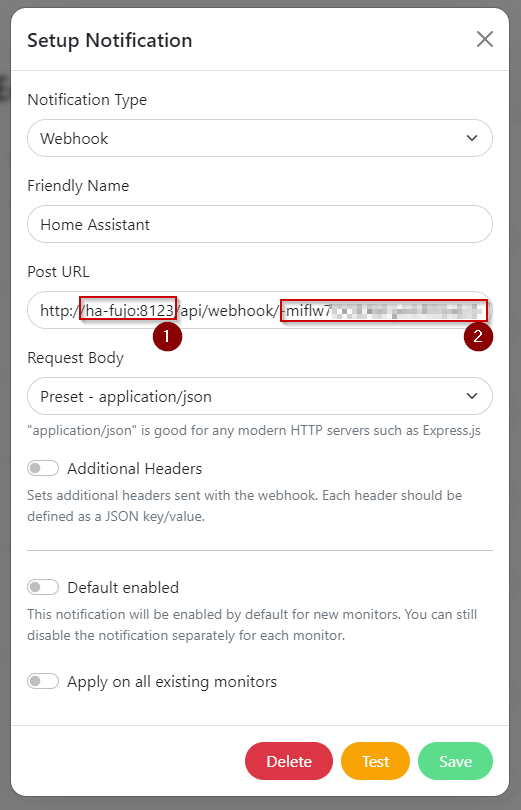 Setup Notification
Notification Type
Webhook
Friendly Name
Home Assistant
Post URL
http://ha-fujo:8123/api/webhook/-miflw7
1
2
Request Body
Preset - application/json
"application/json" is good for any modern HTTP servers such as Express.js
Additional Headers
Sets additional headers sent with the webhook. Each header should be
defined as a JSON key/value.
Default enabled
This notification will be enabled by default for new monitors. You can still
disable the notification separately for each monitor.
Apply on all existing monitors
Delete
Test
Save